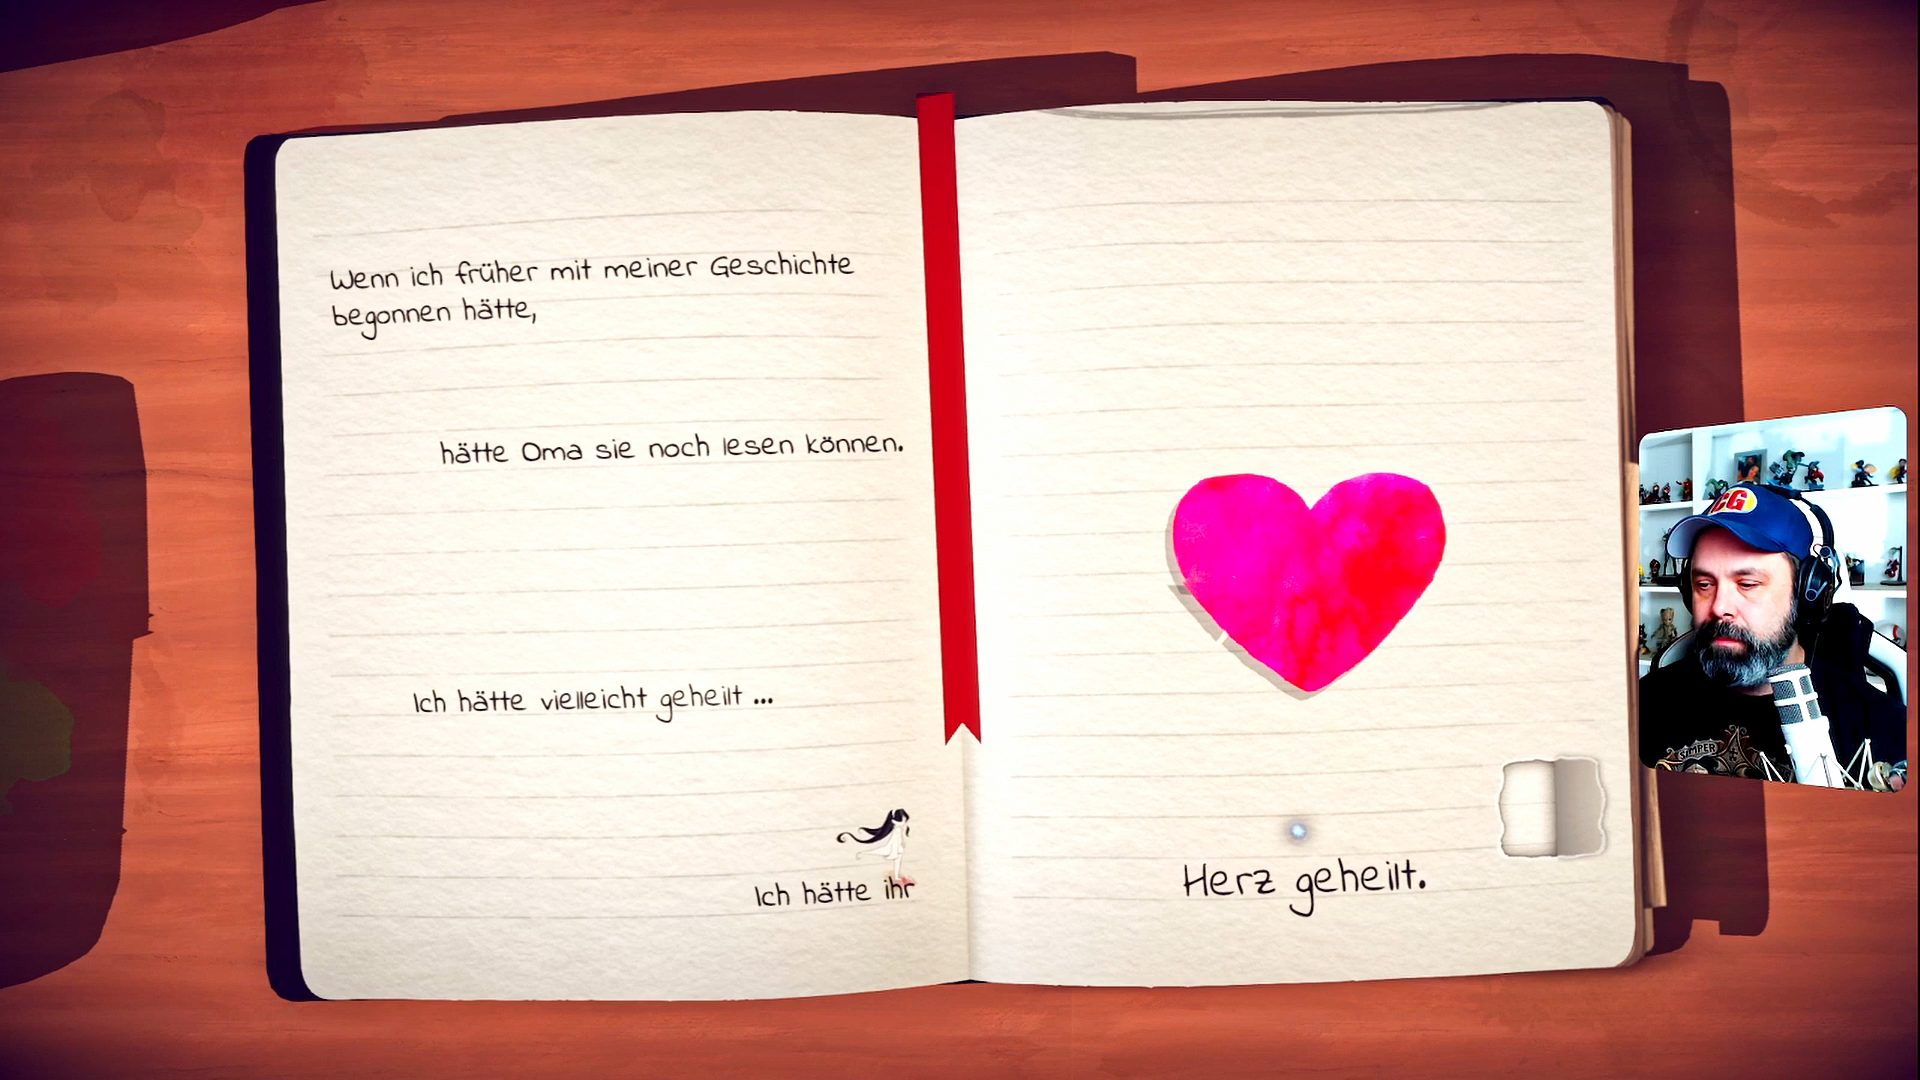 Wenn ich früher mit meiner Geschichte
begonnen hätte,
hätte Oma sie noch lesen können.
Ich hätte vielleicht geheilt ...
Ich hätte ihr
Herz geheilt.
SEMPER